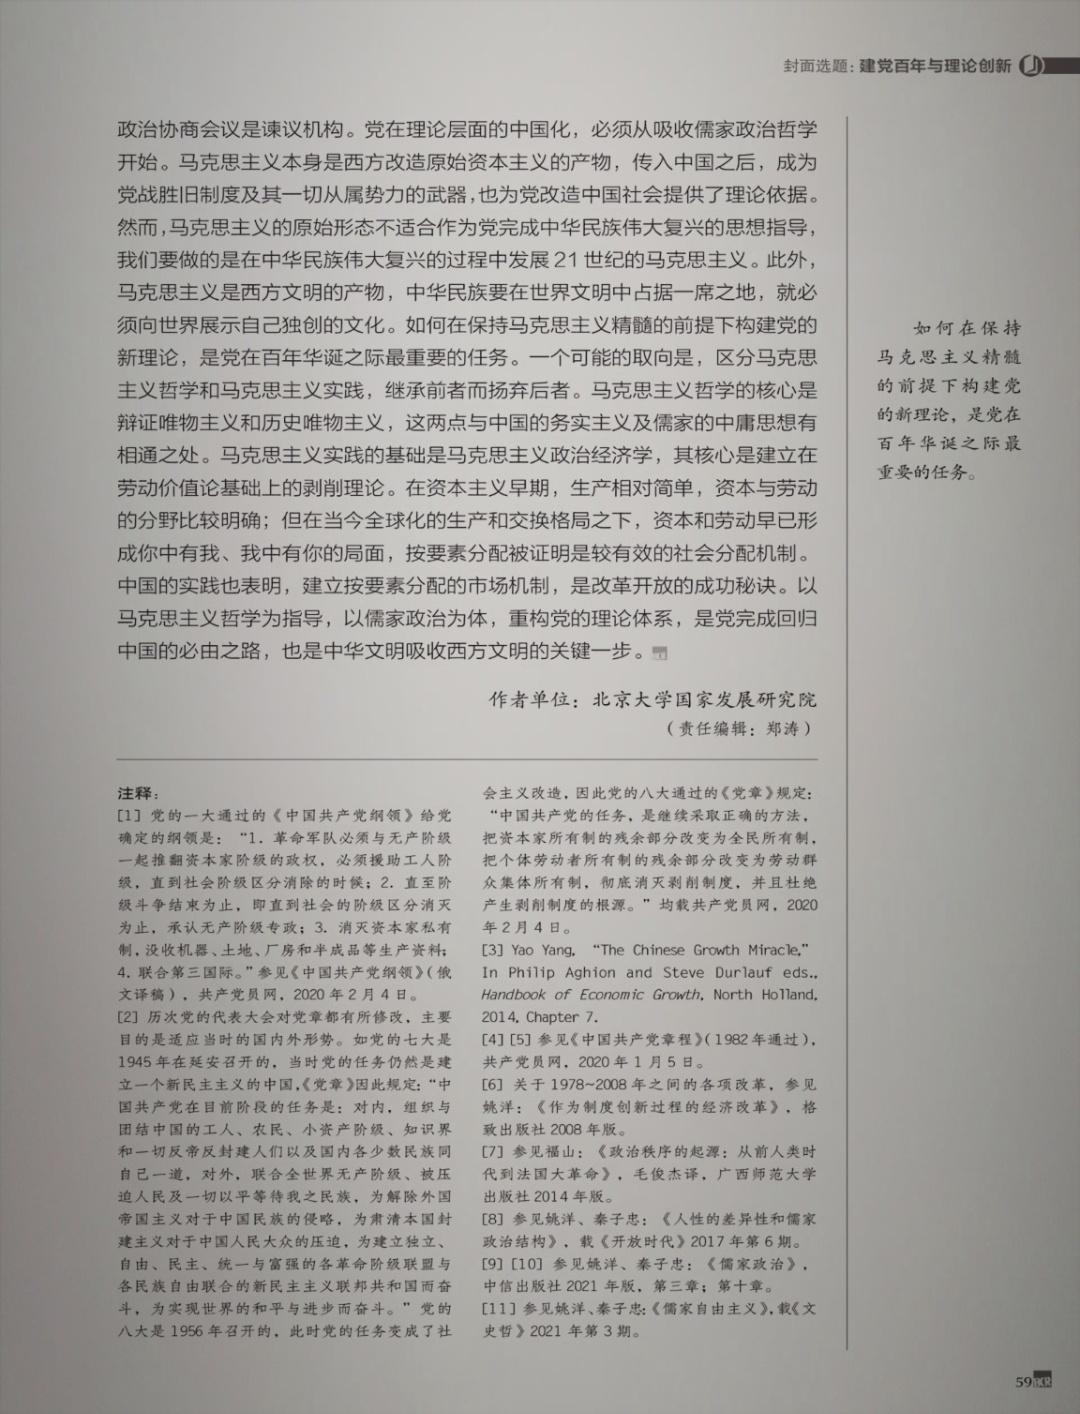 封面选题：建党百年与理论创新
政治协商会议是谏议机构。党在理论层面的中国化，必须从吸收儒家政治哲学
开始。马克思主义本身是西方改造原始资本主义的产物，传入中国之后，成为
党战胜旧制度及其一切从属势力的武器，也为党改造中国社会提供了理论依据。
然而，马克思主义的原始形态不适合作为党完成中华民族伟大复兴的思想指导，
我们要做的是在中华民族伟大复兴的过程中发展21世纪的马克思主义。此外，
马克思主义是西方文明的产物，中华民族要在世界文明中占据一席之地，就必
须向世界展示自己独创的文化。如何在保持马克思主义精髓的前提下构建党的
新理论，是党在百年华诞之际最重要的任务。一个可能的取向是，区分马克思
主义哲学和马克思主义实践，继承前者而扬弃后者。马克思主义哲学的核心是
辩证唯物主义和历史唯物主义，这两点与中国的务实主义及儒家的中庸思想有
相通之处。马克思主义实践的基础是马克思主义政治经济学，其核心是建立在
劳动价值论基础上的剥削理论。在资本主义早期，生产相对简单，资本与劳动
的分野比较明确；但在当今全球化的生产和交换格局之下，资本和劳动早已形
成你中有我、我中有你的局面，按要素分配被证明是较有效的社会分配机制。
中国的实践也表明，建立按要素分配的市场机制，是改革开放的成功秘诀。以
马克思主义哲学为指导，以儒家政治为体，重构党的理论体系，是党完成回归
中国的必由之路，也是中华文明吸收西方文明的关键一步。
作者单位：北京大学国家发展研究院
（责任编辑：郑涛）
如何在保持
马克思主义精髓
的前提下构建党
的新理论，是党在
百年华诞之际最
重要的任务。
注释：
[1] 党的一大通过的《中国共产党纲领》给党
确定的纲领是：“1. 革命军队必须与无产阶级
一起推翻资本家阶级的政权，必须援助工人阶
级，直到社会阶级区分消除的时候；2. 直至阶
级斗争结束为止，即直到社会的阶级区分消灭
为止，承认无产阶级专政；3. 消灭资本家私有
制，没收机器、土地、厂房和半成品等生产资料；
4. 联合第三国际。”参见《中国共产党纲领》（俄
文译稿），共产党员网，2020年2月4日。
[2] 历次党的代表大会对党章都有所修改，主要
目的是适应当时的国内外形势。如党的七大是
1945年在延安召开的，当时党的任务仍然是建
立一个新民主主义的中国，《党章》因此规定：“中
国共产党在目前阶段的任务是：对内，组织与
团结中国的工人、农民、小资产阶级、知识界
和一切反帝反封建人们以及国内各少数民族同
自己一道，对外，联合全世界无产阶级、被压
迫人民及一切以平等待我之民族，为解除外国
帝国主义对于中国民族的侵略，为肃清本国封
建主义对于中国人民大众的压迫，为建立独立、
自由、民主、统一与富强的各革命阶级联盟与
各民族自由联合的新民主主义联邦共和国而奋
斗，为实现世界的和平与进步而奋斗。”党的
八大是1956年召开的，此时党的任务变成了社
会主义改造，因此党的八大通过的《党章》规定：
“中国共产党的任务，是继续采取正确的方法，
把资本家所有制的残余部分改变为全民所有制，
把个体劳动者所有制的残余部分改变为劳动群
众集体所有制，彻底消灭剥削制度，并且杜绝
产生剥削制度的根源。”均载共产党员网，2020
年2月4日。
[3] Yao Yang, “The Chinese Growth Miracle,”
In Philip Aghion and Steve Durlauf eds.,
Handbook of Economic Growth, North Holland,
2014, Chapter 7.
[4][5] 参见《中国共产党章程》（1982年通过），
共产党员网，2020年1月5日。
[6] 关于1978~2008年之间的各项改革，参见
姚洋：《作为制度创新过程的经济改革》，格
致出版社2008年版。
[7] 参见福山：《政治秩序的起源：从前人类时
代到法国大革命》，毛俊杰译，广西师范大学
出版社2014年版。
[8] 参见姚洋、秦子忠：《人性的差异性和儒家
政治结构》，载《开放时代》2017年第6期。
[9][10] 参见姚洋、秦子忠：《儒家政治》，
中信出版社2021年版，第三章；第十章。
[11] 参见姚洋、秦子忠：《儒家自由主义》，载《文
史哲》2021年第3期。
59